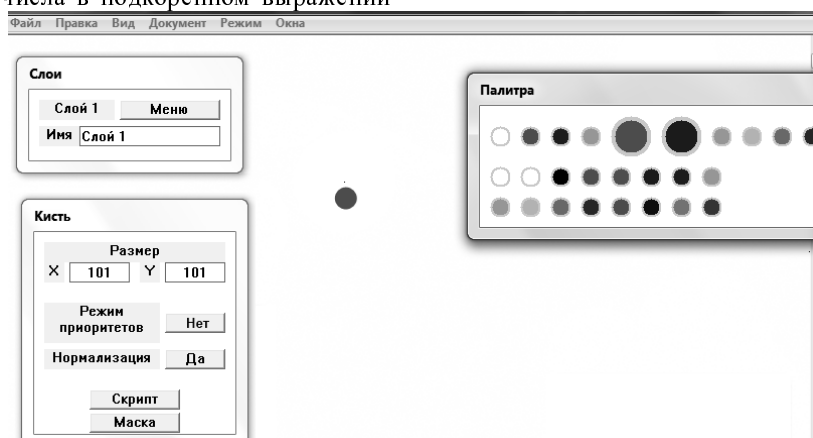 числа в подкоренном выражении
Файл Правка Вид Документ Режим Окна
Слои
Слой 1 Меню
Имя Слой 1
Палитра
Кисть
Размер
X 101 Y 101
Режим
приоритетов Нет
Нормализация Да
Скрипт
Маска